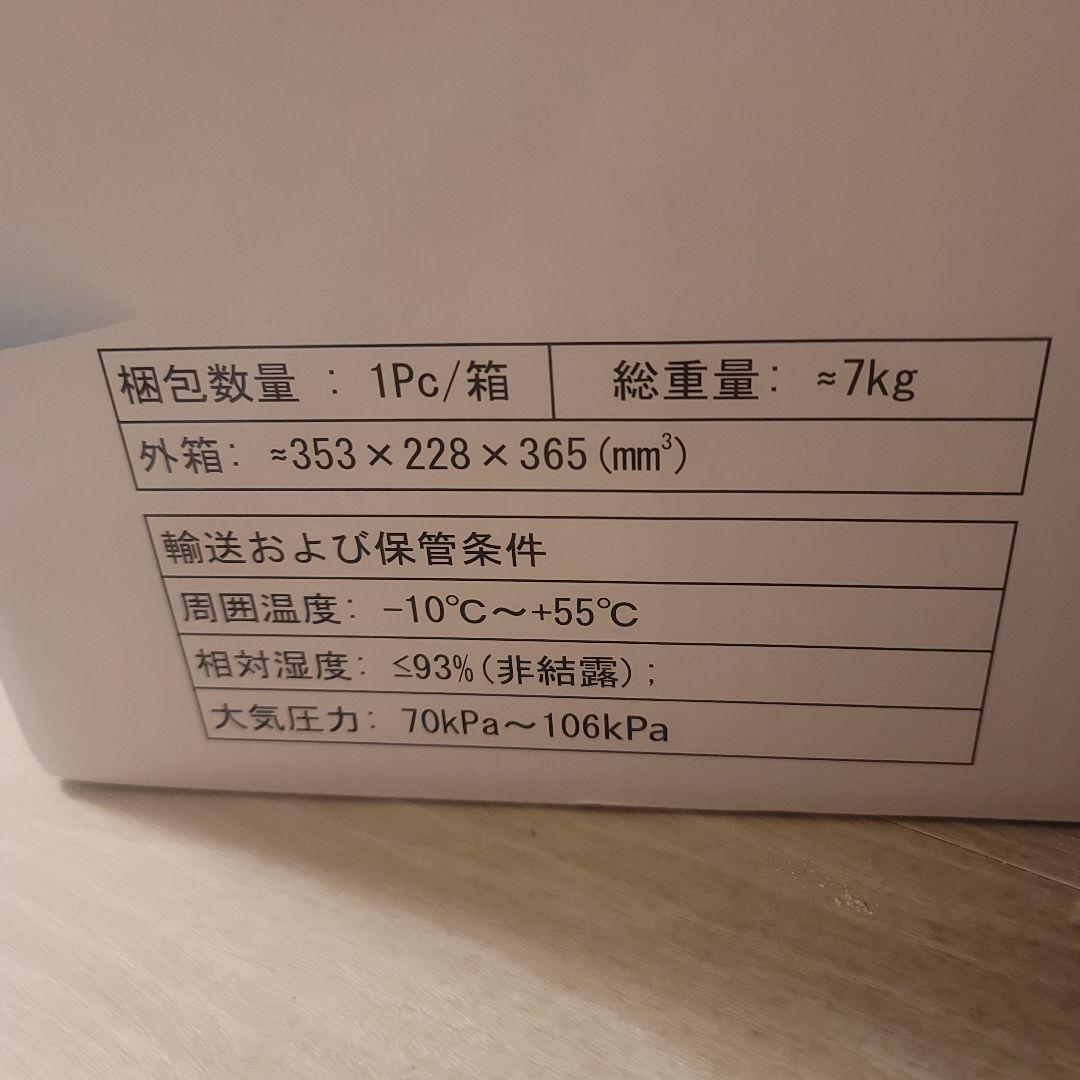 梱包数量 : 1Pc/箱 総重量: ≈7kg
外箱: ≈353×228×365(mm³)
輸送および保管条件
周囲温度: -10℃～+55℃
相対湿度: ≤93%(非結露);
大気圧力: 70kPa～106kPa